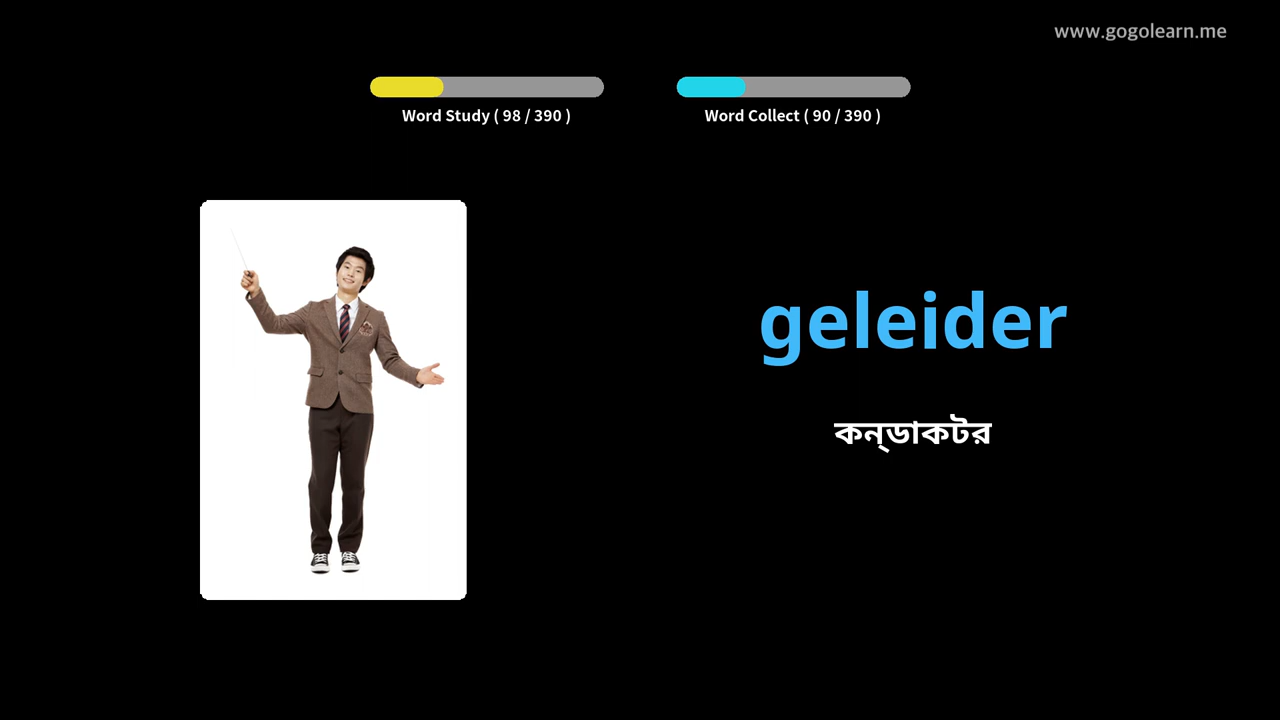 www.gogolearn.me
Word Study ( 98 / 390 )
Word Collect ( 90 / 390 )
geleider
কন্ডাকটর